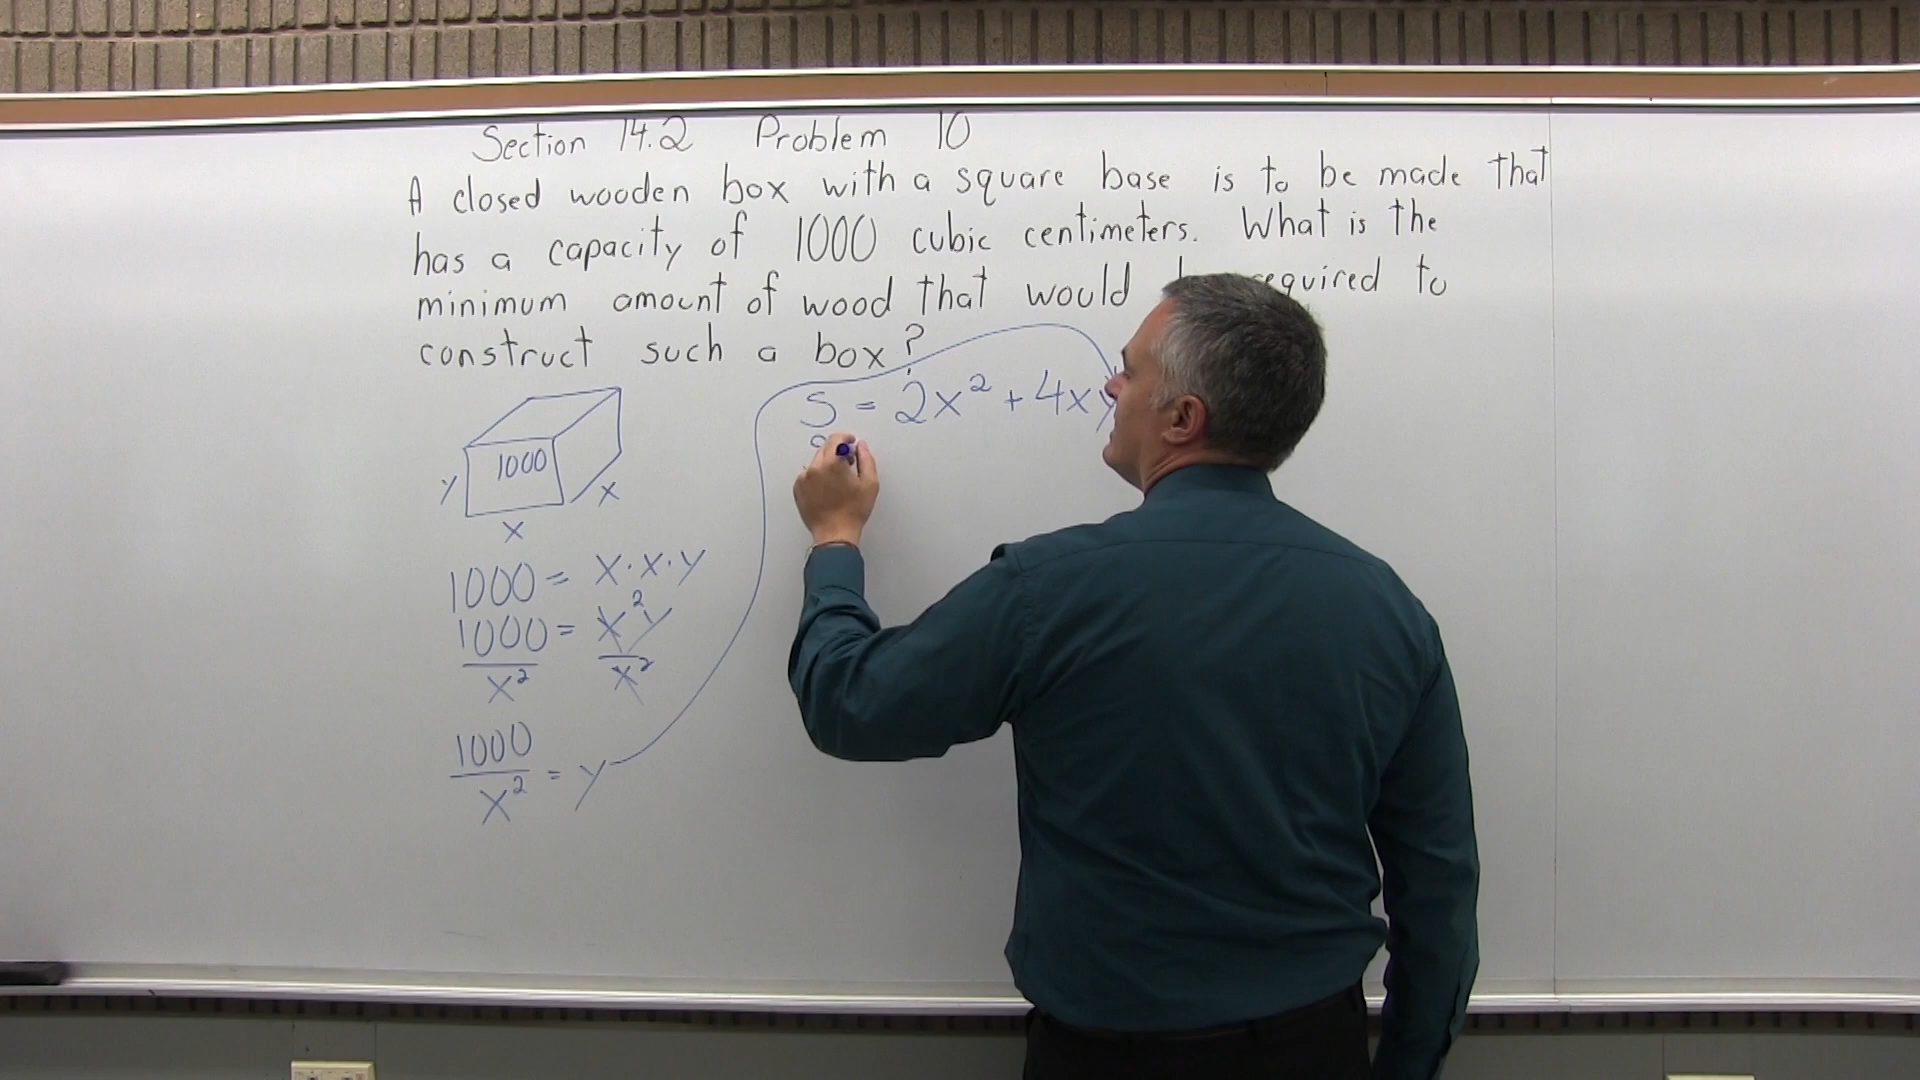 Section 14.2 Problem 10
A closed wooden box with a square base is to be made that
has a capacity of 1000 cubic centimeters. What is the
minimum amount of wood that would required to
construct such a box?
S = 2x² + 4xy
1000
y
x
x
1000 = x·x·y
1000 = x²y
x² x²
1000
x² = y